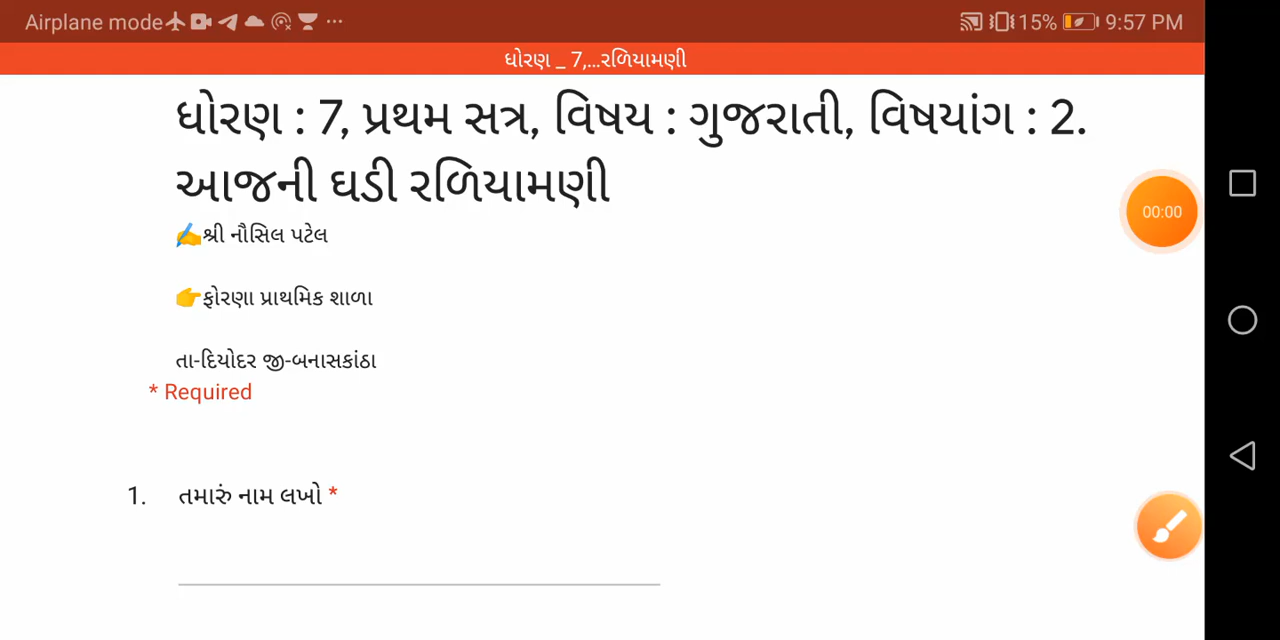 Airplane mode ... 15% 9:57 PM
ધોરણ _ 7,...રળિયામણી
ધોરણ : 7, પ્રથમ સત્ર, વિષય : ગુજરાતી, વિષયાંગ : 2.
આજની ઘડી રળિયામણી
✍️શ્રી નૌસિલ પટેલ
👉ફોરણા પ્રાથમિક શાળા
તા-દિયોદર જી-બનાસકાંઠા
* Required
00:00
1. તમારું નામ લખો *